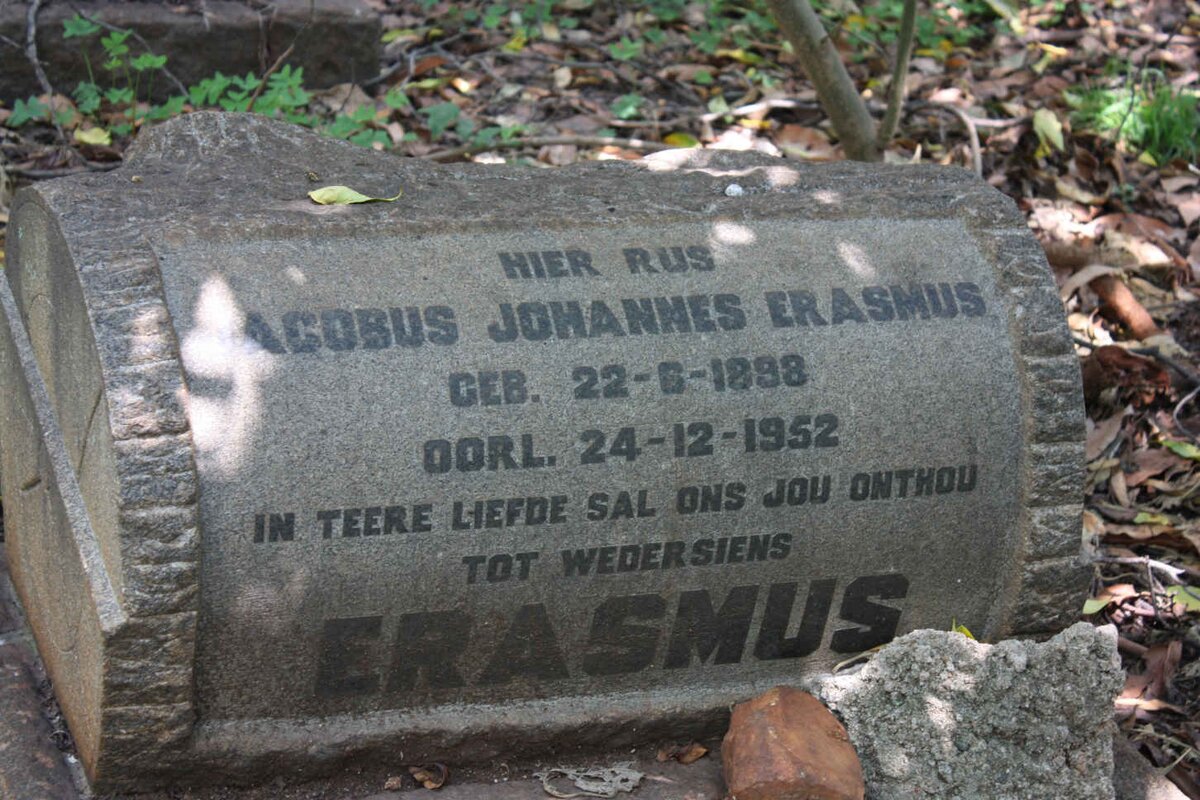 HIER RUS
JACOBUS JOHANNES ERASMUS
GEB. 22-6-1898
OORL. 24-12-1952
IN TEERE LIEFDE SAL ONS JOU ONTHOU
TOT WEDERSIENS
ERASMUS